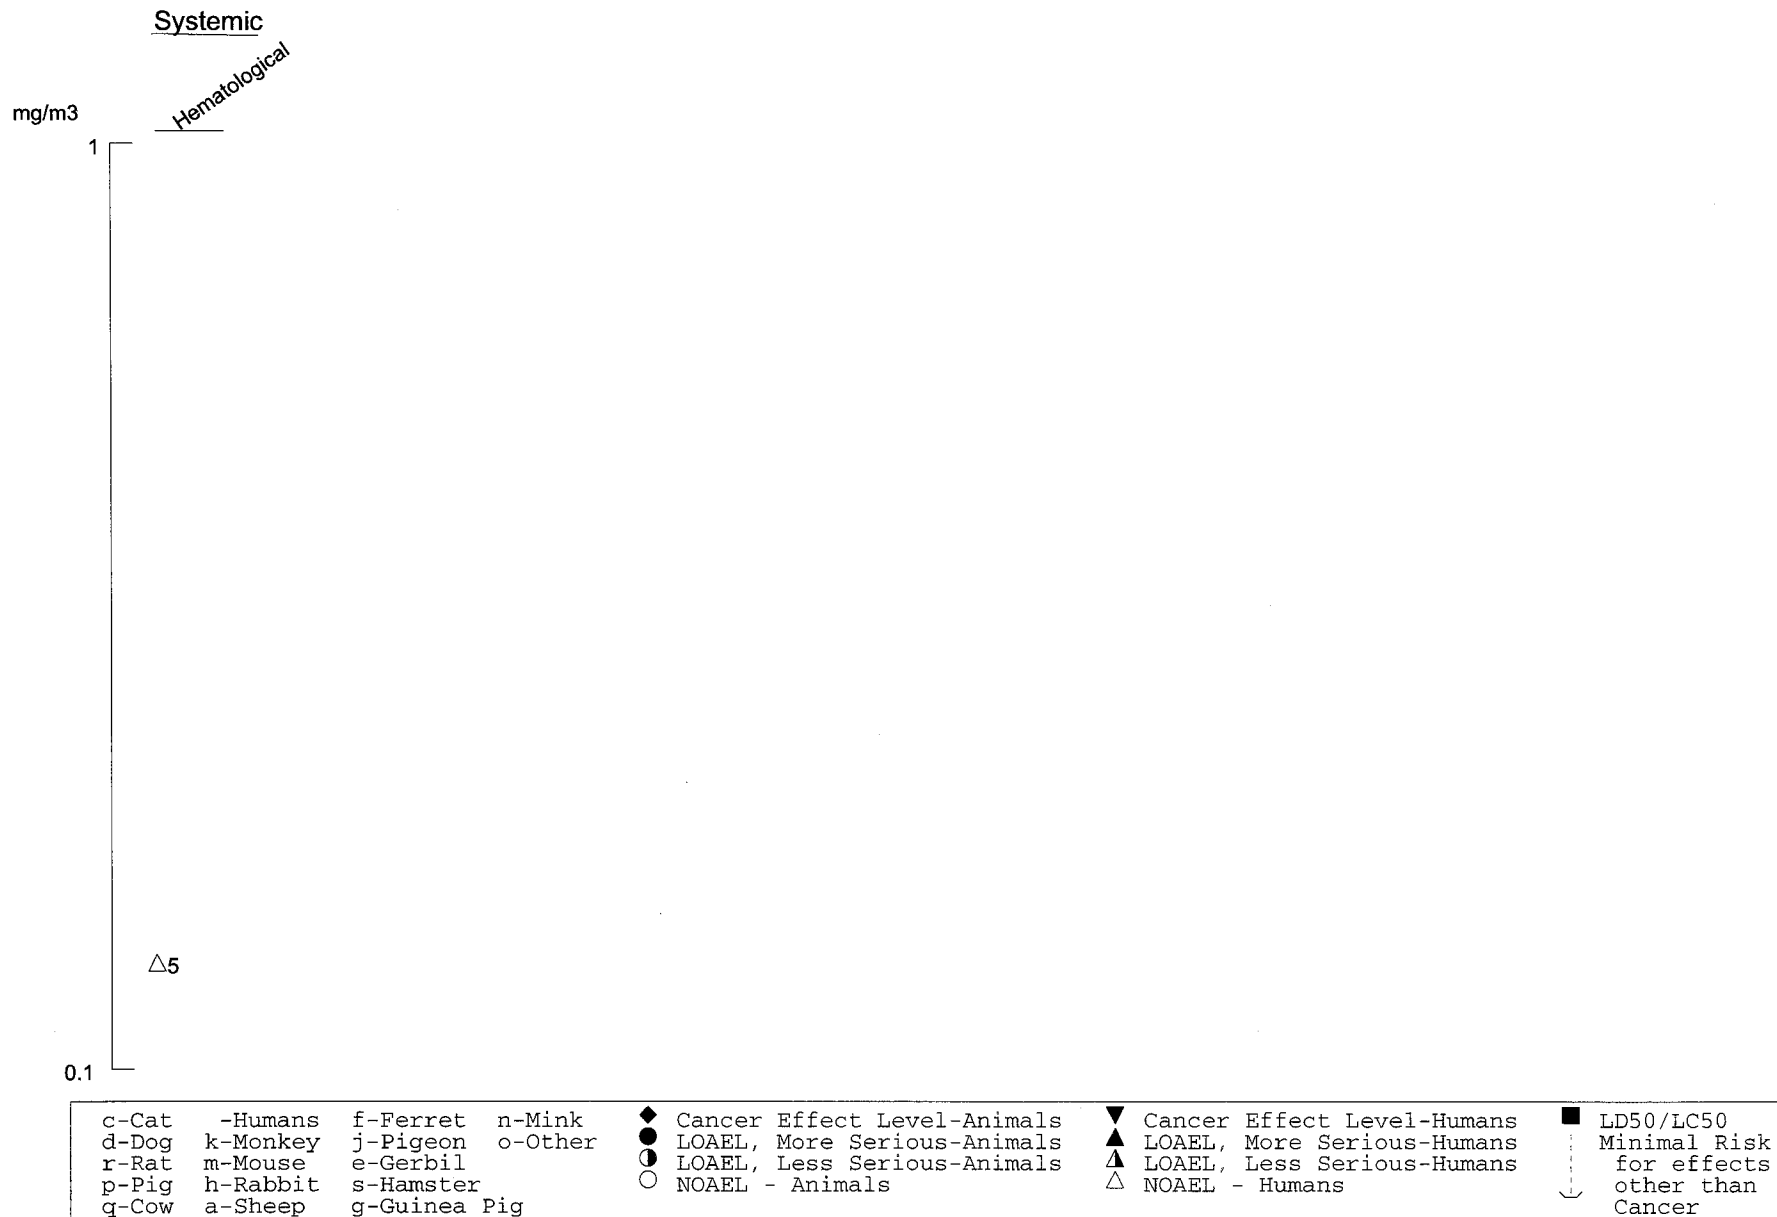 Systemic
Hematological
mg/m3
1
5
0.1
c-Cat -Humans f-Ferret n-Mink
d-Dog k-Monkey j-Pigeon o-Other
r-Rat m-Mouse e-Gerbil
p-Pig h-Rabbit s-Hamster
q-Cow a-Sheep g-Guinea Pig
Cancer Effect Level-Animals
LOAEL, More Serious-Animals
LOAEL, Less Serious-Animals
NOAEL - Animals
Cancer Effect Level-Humans
LOAEL, More Serious-Humans
LOAEL, Less Serious-Humans
NOAEL - Humans
LD50/LC50
Minimal Risk
for effects
other than
Cancer